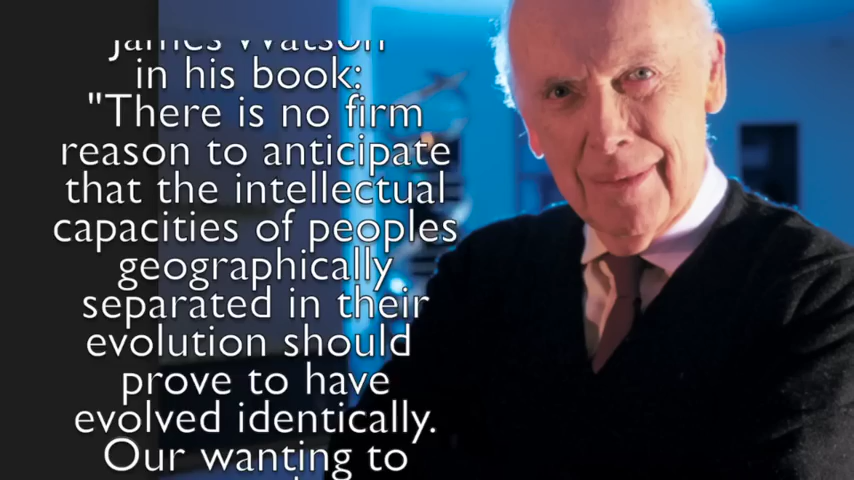 James Watson
in his book:
"There is no firm
reason to anticipate
that the intellectual
capacities of peoples
geographically
separated in their
evolution should
prove to have
evolved identically.
Our wanting to